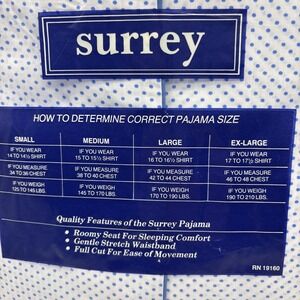 surrey
HOW TO DETERMINE CORRECT PAJAMA SIZE
SMALL MEDIUM LARGE EX-LARGE
IF YOU WEAR IF YOU WEAR IF YOU WEAR IF YOU WEAR
14 TO 14½ SHIRT 15 TO 15½ SHIRT 16 TO 16½ SHIRT 17 TO 17½ SHIRT
IF YOU MEASURE IF YOU MEASURE IF YOU MEASURE IF YOU MEASURE
34 TO 36 CHEST 38 TO 40 CHEST 42 TO 44 CHEST 46 TO 48 CHEST
IF YOU WEIGH IF YOU WEIGH IF YOU WEIGH IF YOU WEIGH
125 TO 145 LBS. 145 TO 170 LBS. 170 TO 190 LBS. 190 TO 210 LBS.
Quality Features of the Surrey Pajama
• Roomy Seat For Sleeping Comfort
• Gentle Stretch Waistband
• Full Cut For Ease of Movement
RN 19160